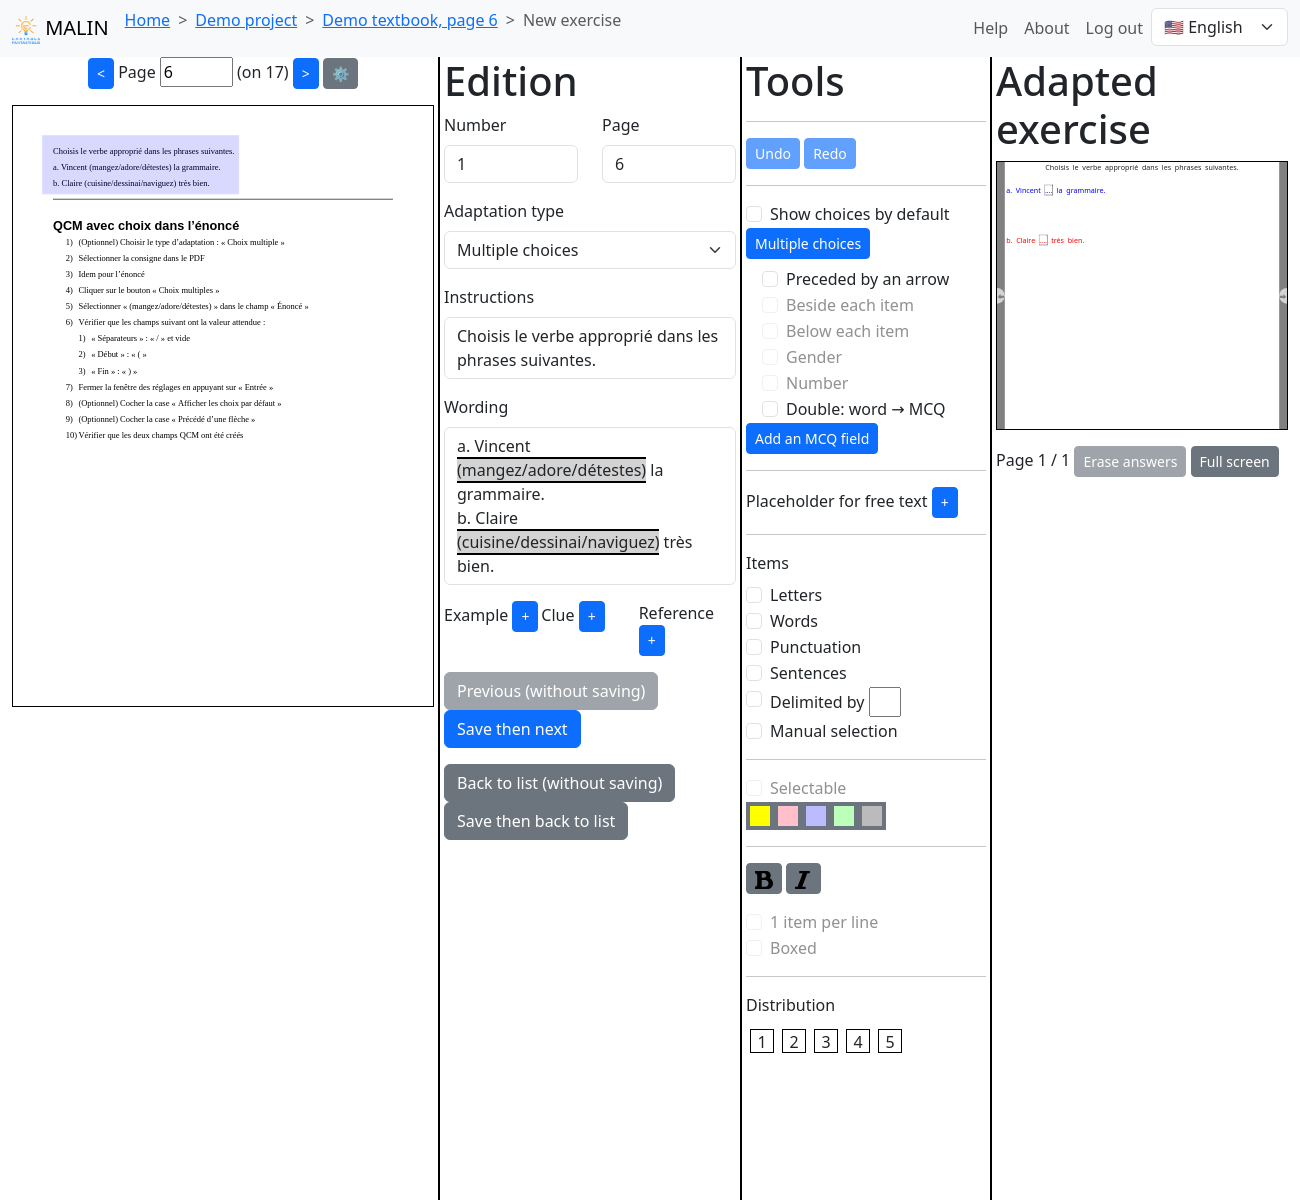 MALIN
Home > Demo project > Demo textbook, page 6 > New exercise
Help About Log out 🇺🇸 English
< Page 6 (on 17) > ⚙️
Choisis le verbe approprié dans les phrases suivantes.
a. Vincent (mangez/adore/détestes) la grammaire.
b. Claire (cuisine/dessinai/naviguez) très bien.
QCM avec choix dans l’énoncé
1) (Optionnel) Choisir le type d’adaptation : « Choix multiple »
2) Sélectionner la consigne dans le PDF
3) Idem pour l’énoncé
4) Cliquer sur le bouton « Choix multiples »
5) Sélectionner « (mangez/adore/détestes) » dans le champ « Énoncé »
6) Vérifier que les champs suivant ont la valeur attendue :
1) « Séparateurs » : « / » et vide
2) « Début » : « ( »
3) « Fin » : « ) »
7) Fermer la fenêtre des réglages en appuyant sur « Entrée »
8) (Optionnel) Cocher la case « Afficher les choix par défaut »
9) (Optionnel) Cocher la case « Précédé d’une flèche »
10) Vérifier que les deux champs QCM ont été créés
Edition
Number Page
1 6
Adaptation type
Multiple choices
Instructions
Choisis le verbe approprié dans les
phrases suivantes.
Wording
a. Vincent
(mangez/adore/détestes) la
grammaire.
b. Claire
(cuisine/dessinai/naviguez) très
bien.
Example + Clue + Reference
+
Previous (without saving)
Save then next
Back to list (without saving)
Save then back to list
Tools
Undo Redo
Show choices by default
Multiple choices
Preceded by an arrow
Beside each item
Below each item
Gender
Number
Double: word → MCQ
Add an MCQ field
Placeholder for free text +
Items
Letters
Words
Punctuation
Sentences
Delimited by
Manual selection
Selectable
B I
1 item per line
Boxed
Distribution
1 2 3 4 5
Adapted
exercise
Choisis le verbe approprié dans les phrases suivantes.
a. Vincent .... la grammaire.
b. Claire .... très bien.
Page 1 / 1 Erase answers Full screen